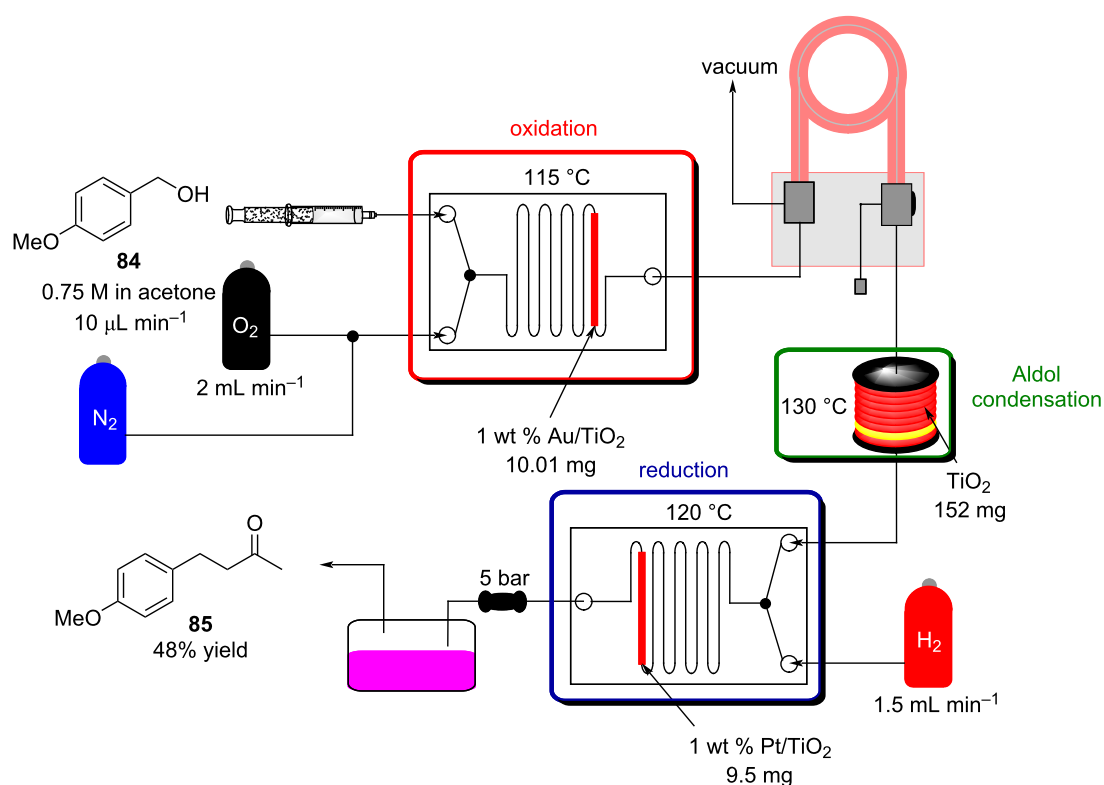 vacuum
oxidation
115 °C
OH
MeO
84
0.75 M in acetone
10 μL min⁻¹
O₂
2 mL min⁻¹
N₂
1 wt % Au/TiO₂
10.01 mg
Aldol
condensation
130 °C
TiO₂
152 mg
reduction
120 °C
5 bar
O
MeO
85
48% yield
H₂
1.5 mL min⁻¹
1 wt % Pt/TiO₂
9.5 mg